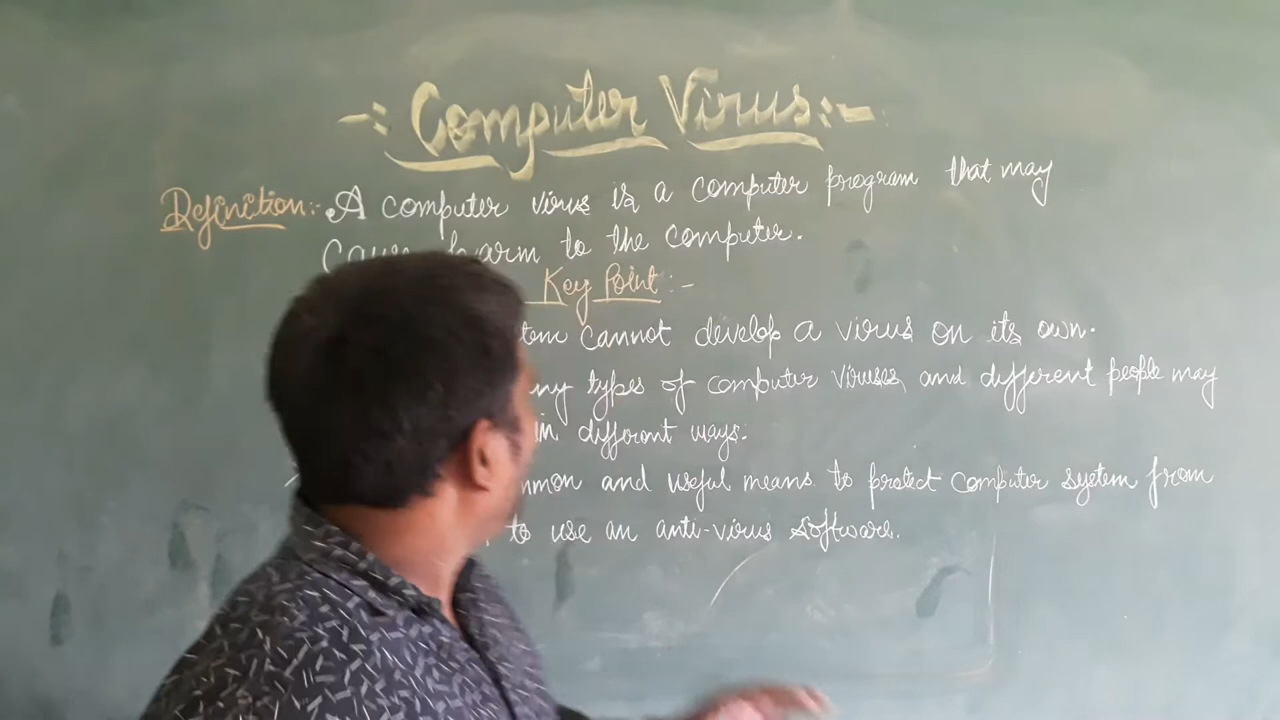 -: Computer Virus:-
Definition:- A computer virus is a computer program that may
harm to the computer.
Key Point:-
cannot develop a virus on its own.
types of computer viruses, and different people may
in different ways.
and useful means to protect computer system from
to use an anti-virus software.